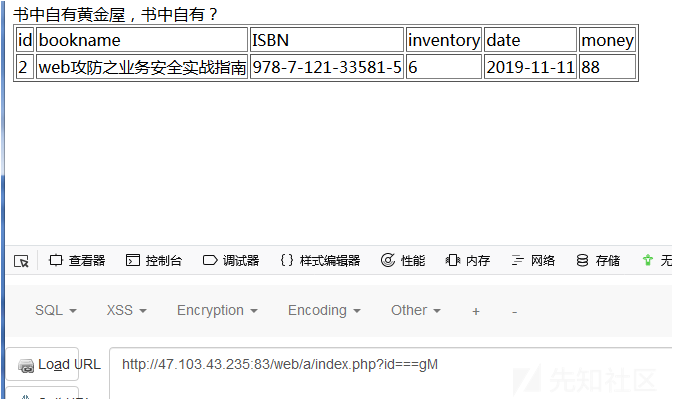 书中自有黄金屋，书中自有？
id bookname ISBN inventory date money
2 web攻防之业务安全实战指南 978-7-121-33581-5 6 2019-11-11 88
查看器 控制台 调试器 {} 样式编辑器 性能 内存 网络 存储 无
SQL XSS Encryption Encoding Other + -
Load URL http://47.103.43.235:83/web/a/index.php?id===gM
先知社区